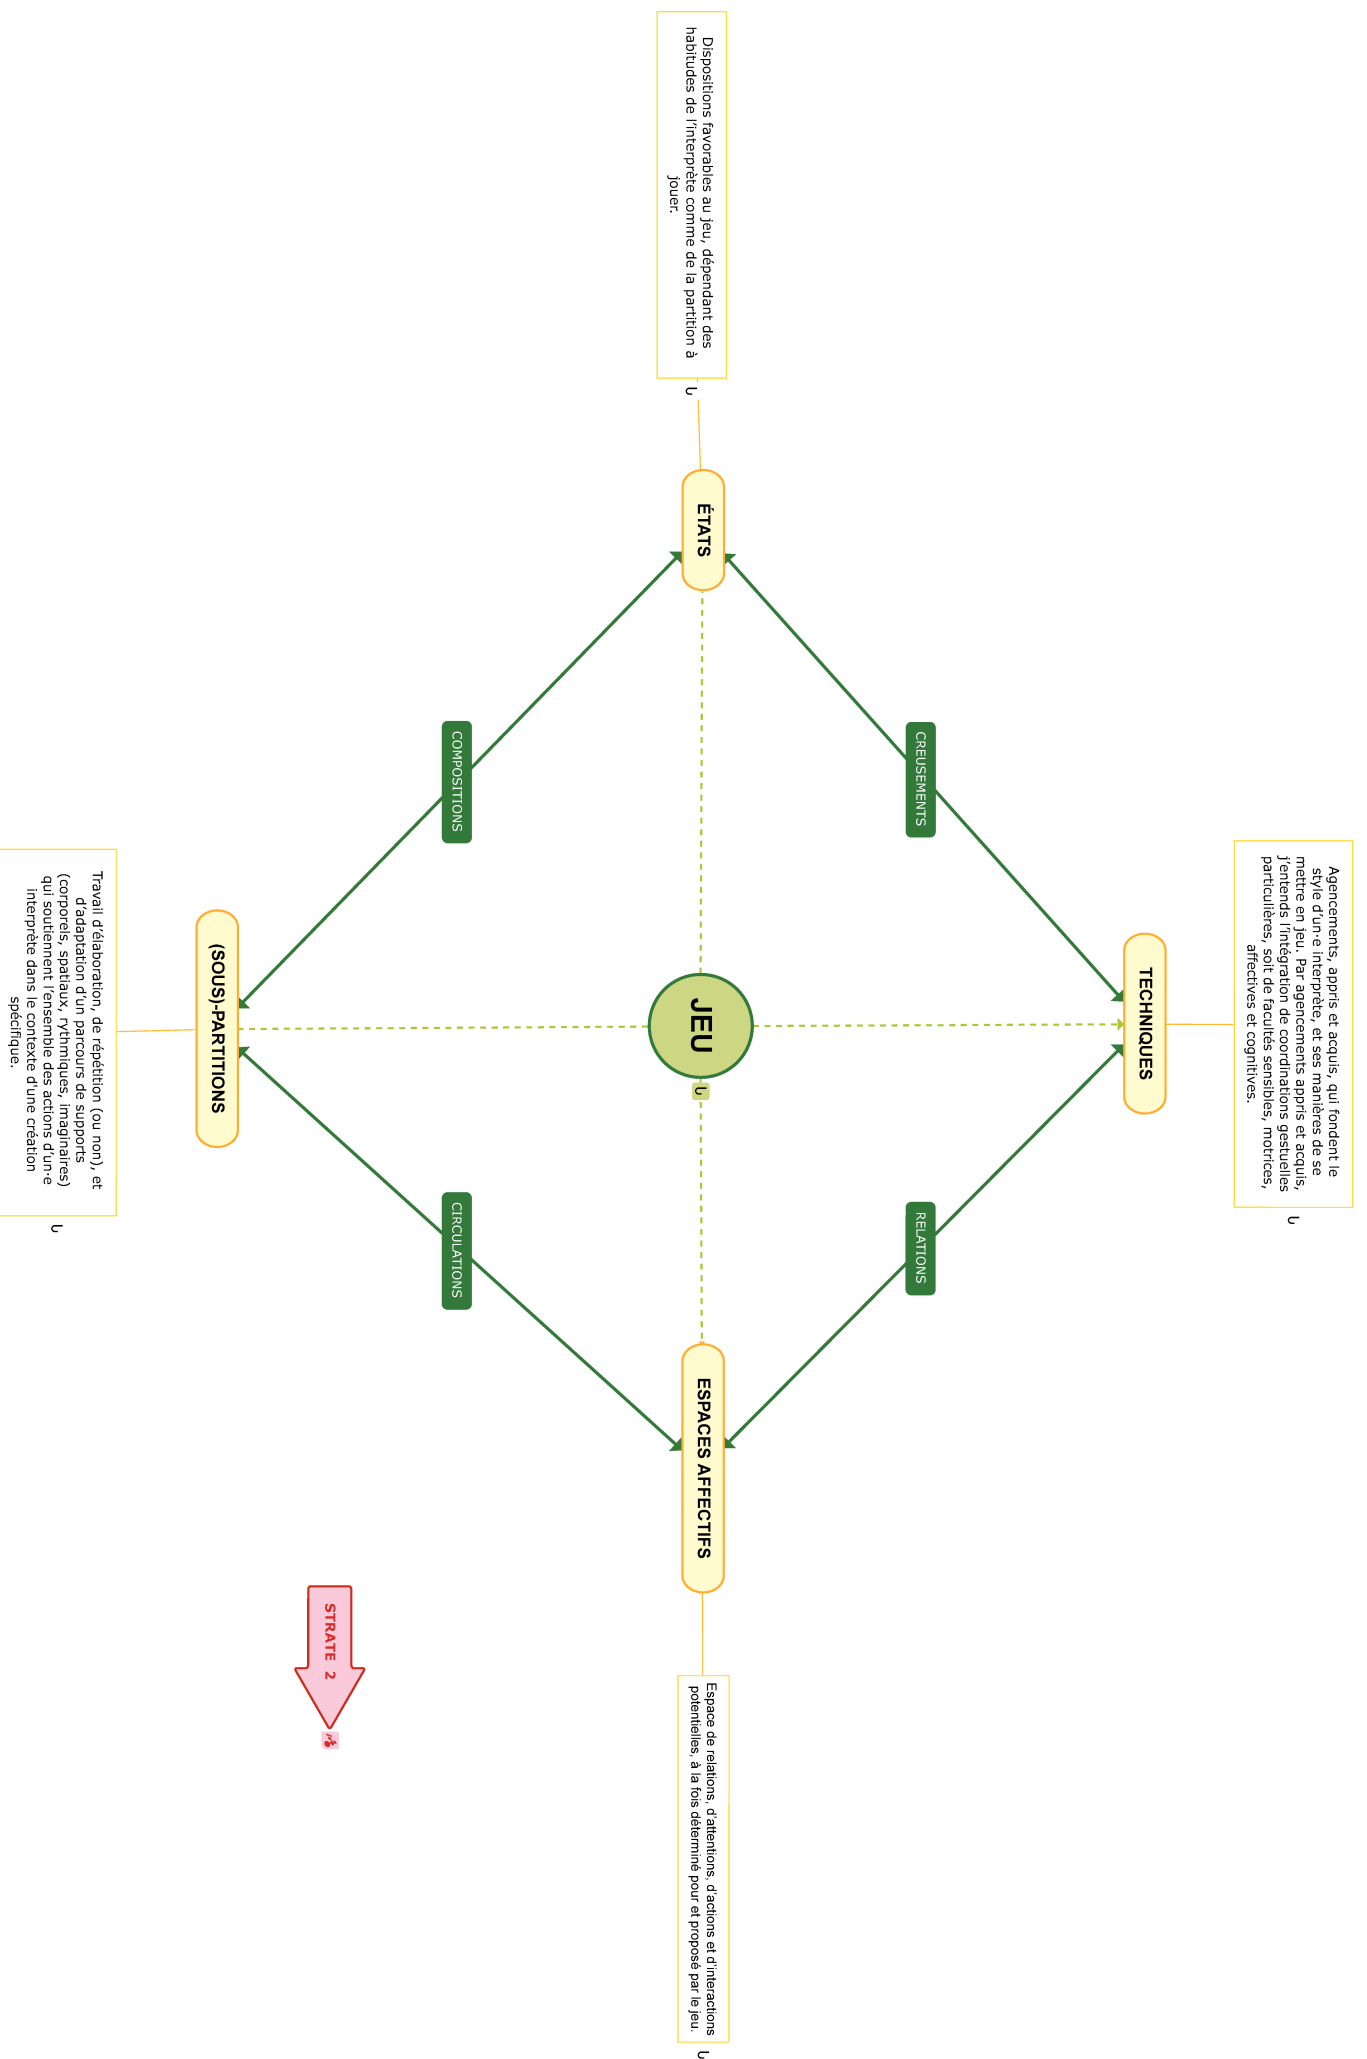 Agencements, appris et acquis, qui fondent le
style d'un·e interprète, et ses manières de se
mettre en jeu. Par agencements appris et acquis,
j'entends l'intégration de coordinations gestuelles
particulières, soit de facultés sensibles, motrices,
affectives et cognitives.
TECHNIQUES
CREUSEMENTS
RELATIONS
Dispositions favorables au jeu, dépendant des
habitudes de l'interprète comme de la partition à
jouer.
ÉTATS
JEU
ESPACES AFFECTIFS
Espace de relations, d'attentions, d'actions et d'interactions
potentielles, à la fois déterminé pour et proposé par le jeu.
COMPOSITIONS
CIRCULATIONS
STRATE 2
(SOUS)-PARTITIONS
Travail d'élaboration, de répétition (ou non), et
d'adaptation d'un parcours de supports
(corporels, spatiaux, rythmiques, imaginaires)
qui soutiennent l'ensemble des actions d'un·e
interprète dans le contexte d'une création
spécifique.